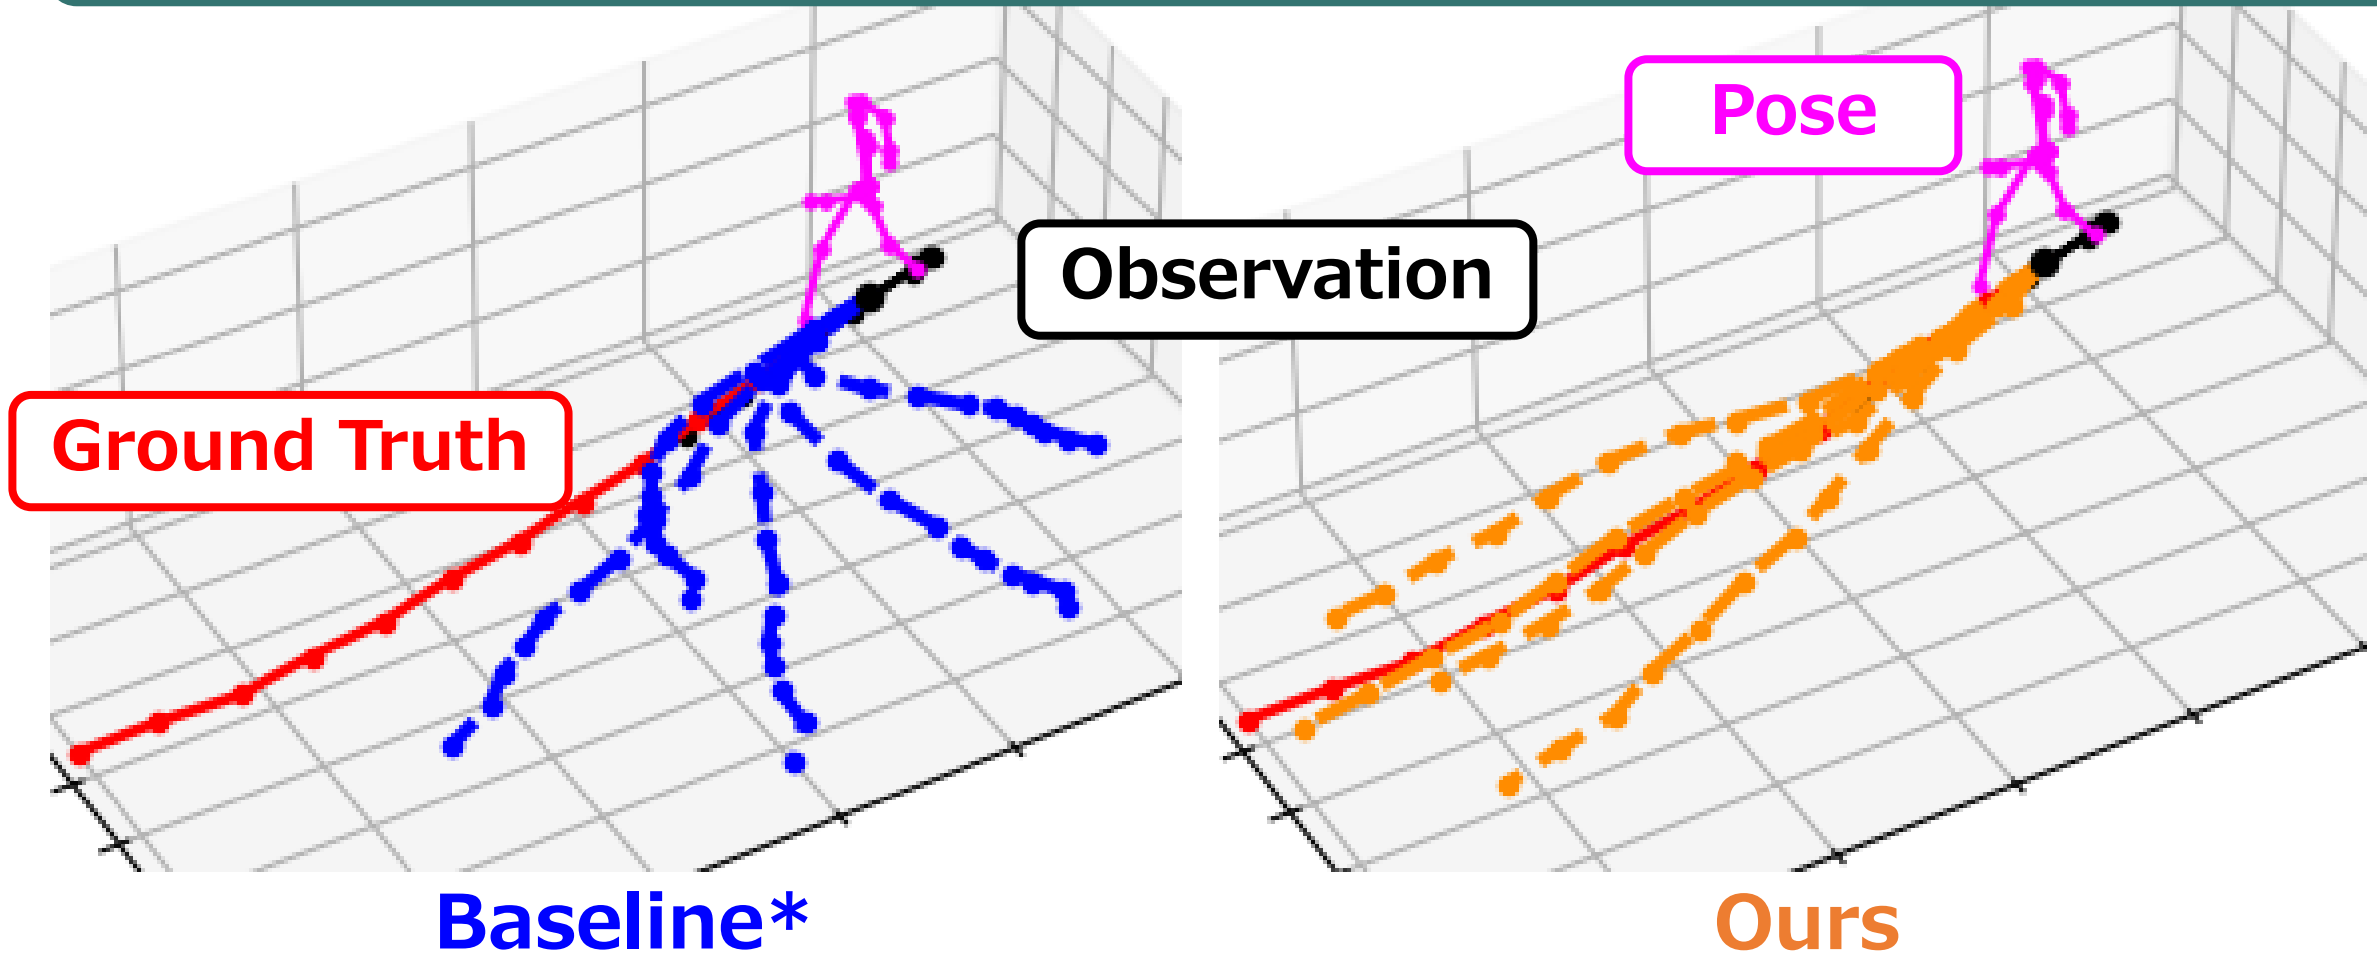 Pose
Observation
Ground Truth
Baseline*
Ours